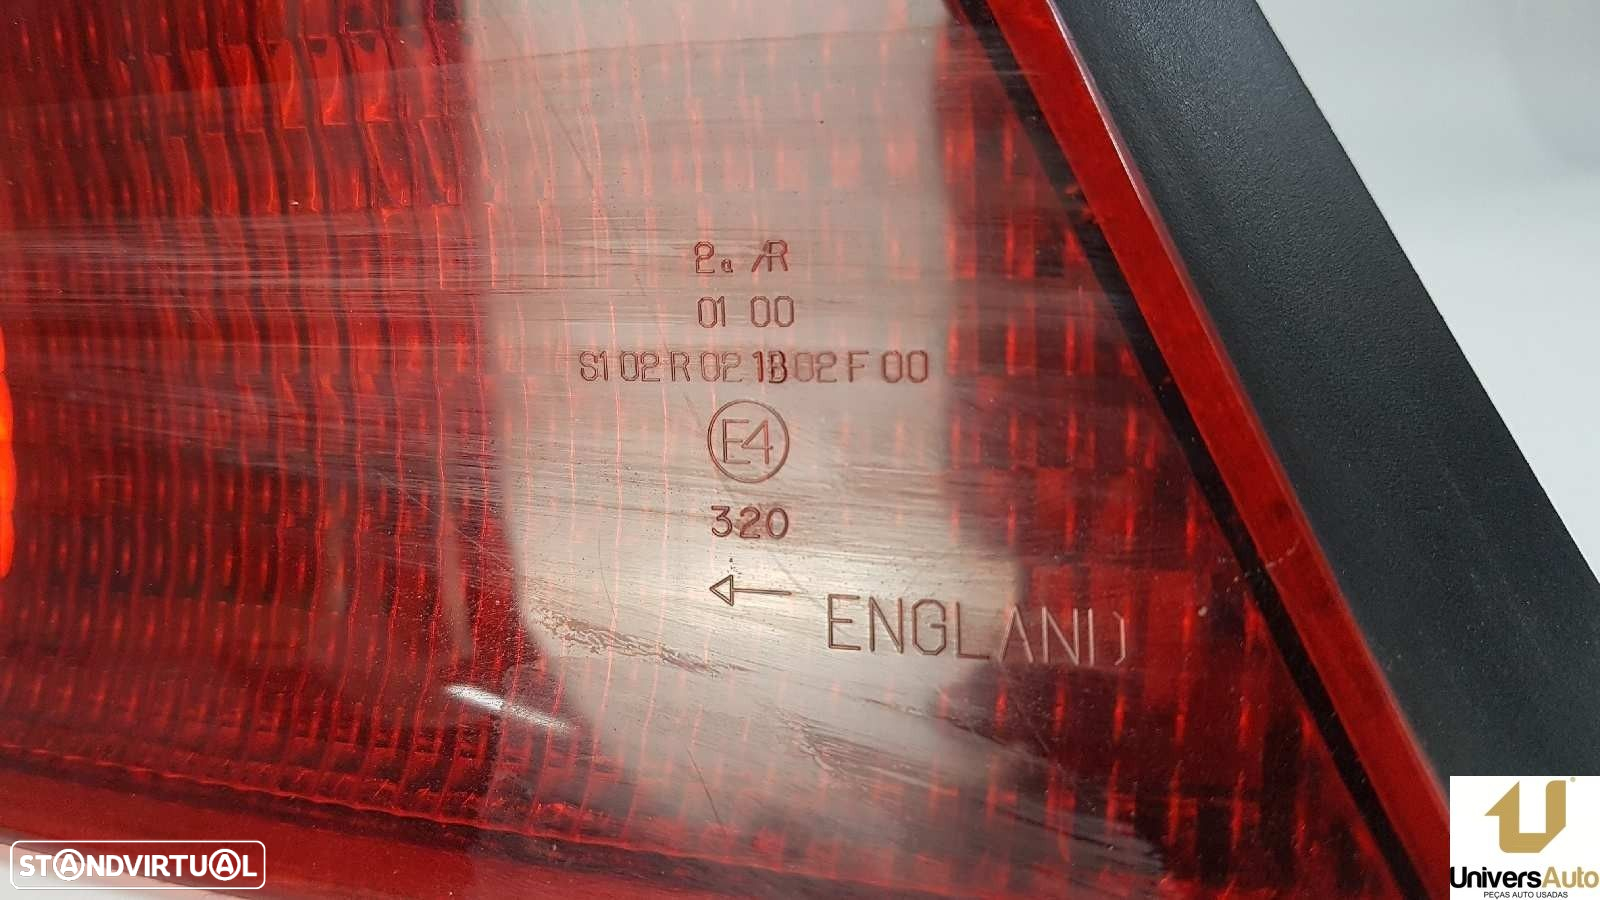 2a AR
01 00
S1 02 R 02 1B 02 F 00
E4
320
ENGLAND
STANDVIRTUAL
UniversAuto
PEÇAS AUTO USADAS